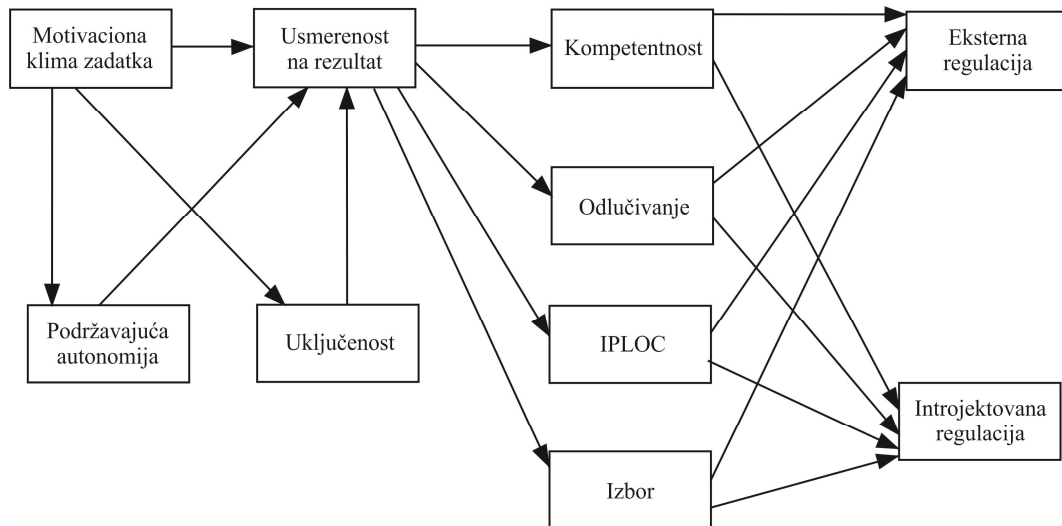 Motivaciona
klima zadatka
Usmerenost
na rezultat
Kompetentnost
Eksterna
regulacija
Odlučivanje
Podržavajuća
autonomija
Uključenost
IPLOC
Introjektovana
regulacija
Izbor